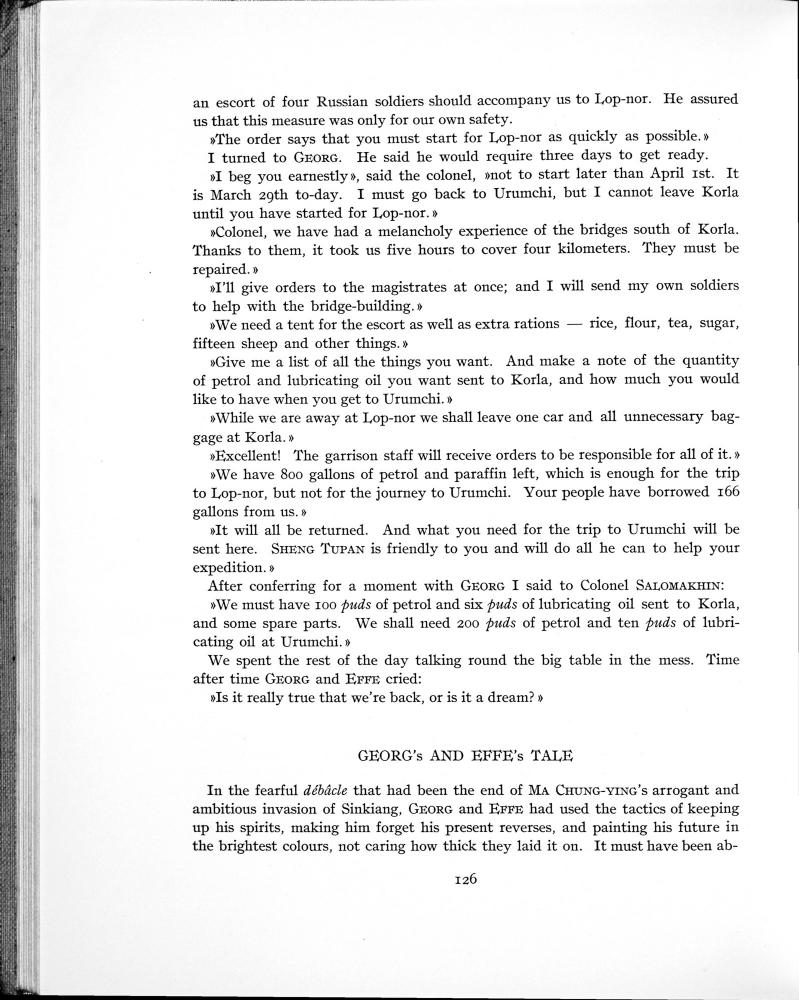 an escort of four Russian soldiers should accompany us to Lop-nor. He assured
us that this measure was only for our own safety.
»The order says that you must start for Lop-nor as quickly as possible.»
I turned to GEORG. He said he would require three days to get ready.
»I beg you earnestly», said the colonel, »not to start later than April 1st. It
is March 29th to-day. I must go back to Urumchi, but I cannot leave Korla
until you have started for Lop-nor.»
»Colonel, we have had a melancholy experience of the bridges south of Korla.
Thanks to them, it took us five hours to cover four kilometers. They must be
repaired.»
»I'll give orders to the magistrates at once; and I will send my own soldiers
to help with the bridge-building.»
»We need a tent for the escort as well as extra rations — rice, flour, tea, sugar,
fifteen sheep and other things.»
»Give me a list of all the things you want. And make a note of the quantity
of petrol and lubricating oil you want sent to Korla, and how much you would
like to have when you get to Urumchi.»
»While we are away at Lop-nor we shall leave one car and all unnecessary bag-
gage at Korla.»
»Excellent! The garrison staff will receive orders to be responsible for all of it.»
»We have 800 gallons of petrol and paraffin left, which is enough for the trip
to Lop-nor, but not for the journey to Urumchi. Your people have borrowed 166
gallons from us.»
»It will all be returned. And what you need for the trip to Urumchi will be
sent here. SHENG TUPAN is friendly to you and will do all he can to help your
expedition.»
After conferring for a moment with GEORG I said to Colonel SALOMAKHIN:
»We must have 100 puds of petrol and six puds of lubricating oil sent to Korla,
and some spare parts. We shall need 200 puds of petrol and ten puds of lubri-
cating oil at Urumchi.»
We spent the rest of the day talking round the big table in the mess. Time
after time GEORG and EFFE cried:
»Is it really true that we're back, or is it a dream?»
GEORG's AND EFFE's TALE
In the fearful débâcle that had been the end of MA CHUNG-YING's arrogant and
ambitious invasion of Sinkiang, GEORG and EFFE had used the tactics of keeping
up his spirits, making him forget his present reverses, and painting his future in
the brightest colours, not caring how thick they laid it on. It must have been ab-
126